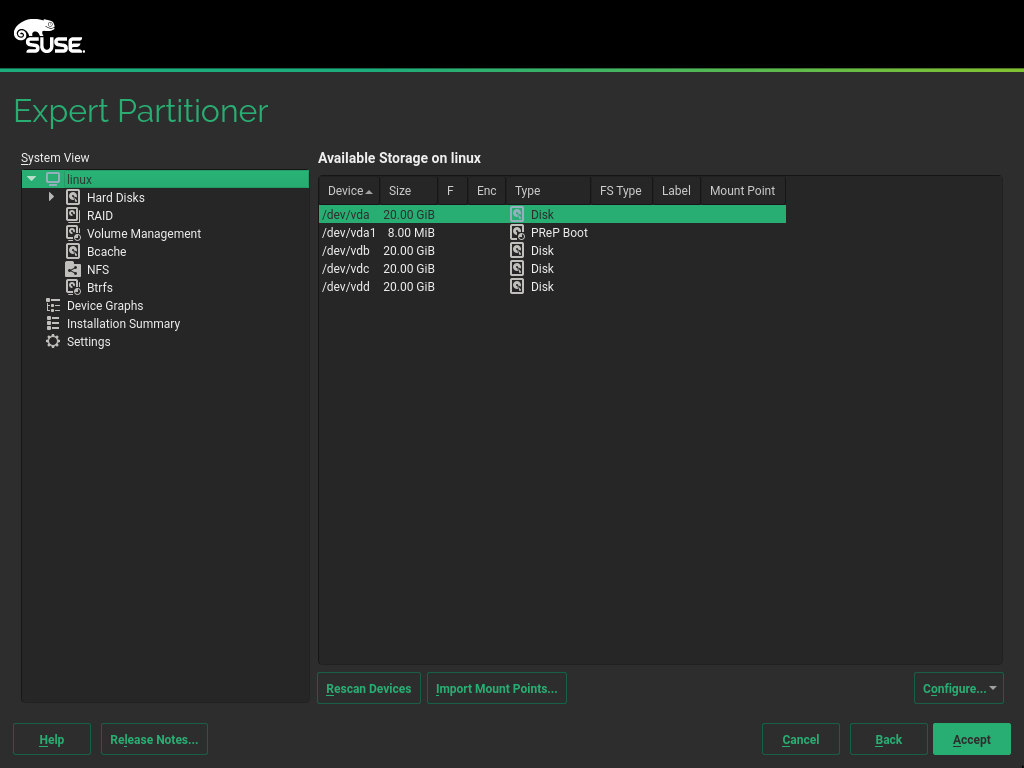 SUSE.
Expert Partitioner
System View
linux
Hard Disks
RAID
Volume Management
Bcache
NFS
Btrfs
Device Graphs
Installation Summary
Settings
Available Storage on linux
Device Size F Enc Type FS Type Label Mount Point
/dev/vda 20.00 GiB Disk
/dev/vda1 8.00 MiB PReP Boot
/dev/vdb 20.00 GiB Disk
/dev/vdc 20.00 GiB Disk
/dev/vdd 20.00 GiB Disk
Rescan Devices Import Mount Points... Configure...
Help Release Notes... Cancel Back Accept